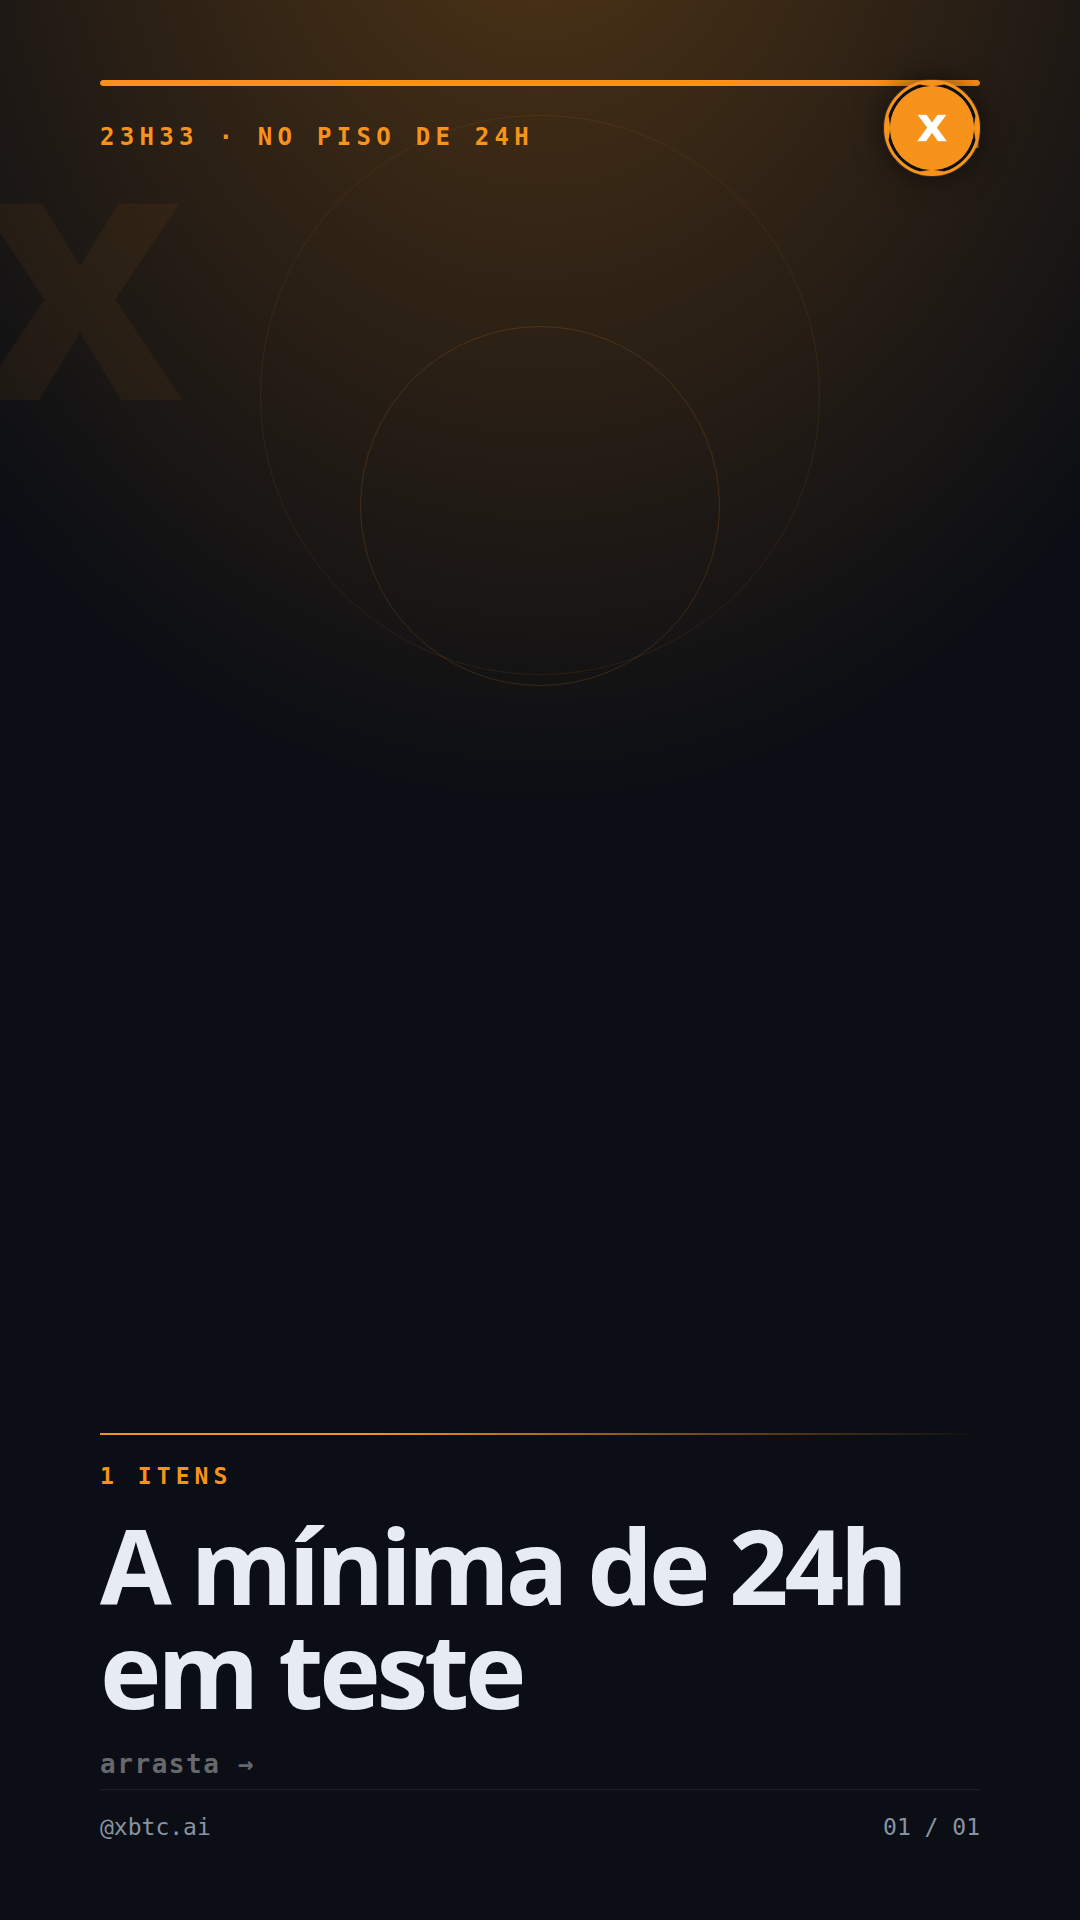 23H33 · NO PISO DE 24H
X
X
1 ITENS
A mínima de 24h
em teste
arrasta →
@xbtc.ai
01 / 01